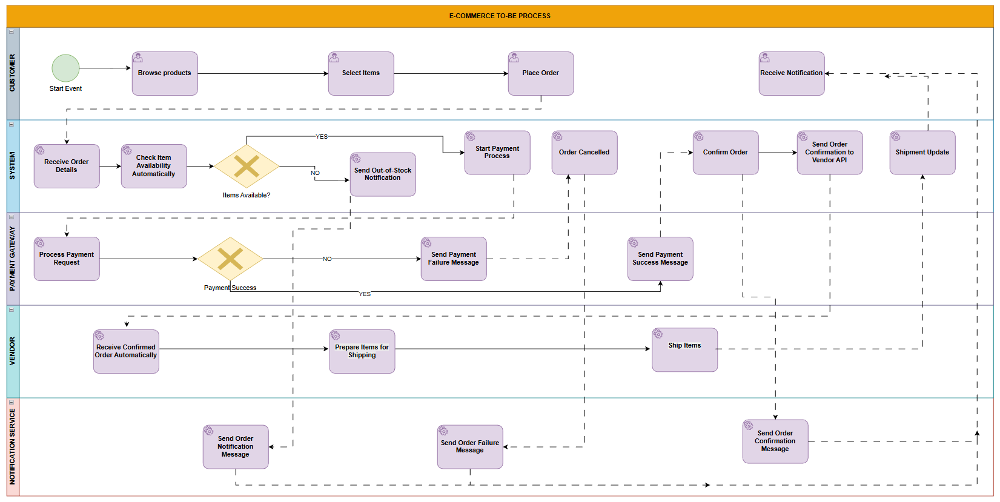 E-COMMERCE TO-BE PROCESS
CUSTOMER
Start Event
Browse products
Select Items
Place Order
Receive Notification
SYSTEM
Receive Order
Details
Check Item
Availability
Automatically
Items Available?
YES
NO
Send Out-of-Stock
Notification
Start Payment
Process
Order Cancelled
Confirm Order
Send Order
Confirmation to
Vendor API
Shipment Update
PAYMENT GATEWAY
Process Payment
Request
Payment Success
NO
YES
Send Payment
Failure Message
Send Payment
Success Message
VENDOR
Receive Confirmed
Order Automatically
Prepare Items for
Shipping
Ship Items
NOTIFICATION SERVICE
Send Order
Notification
Message
Send Order Failure
Message
Send Order
Confirmation
Message